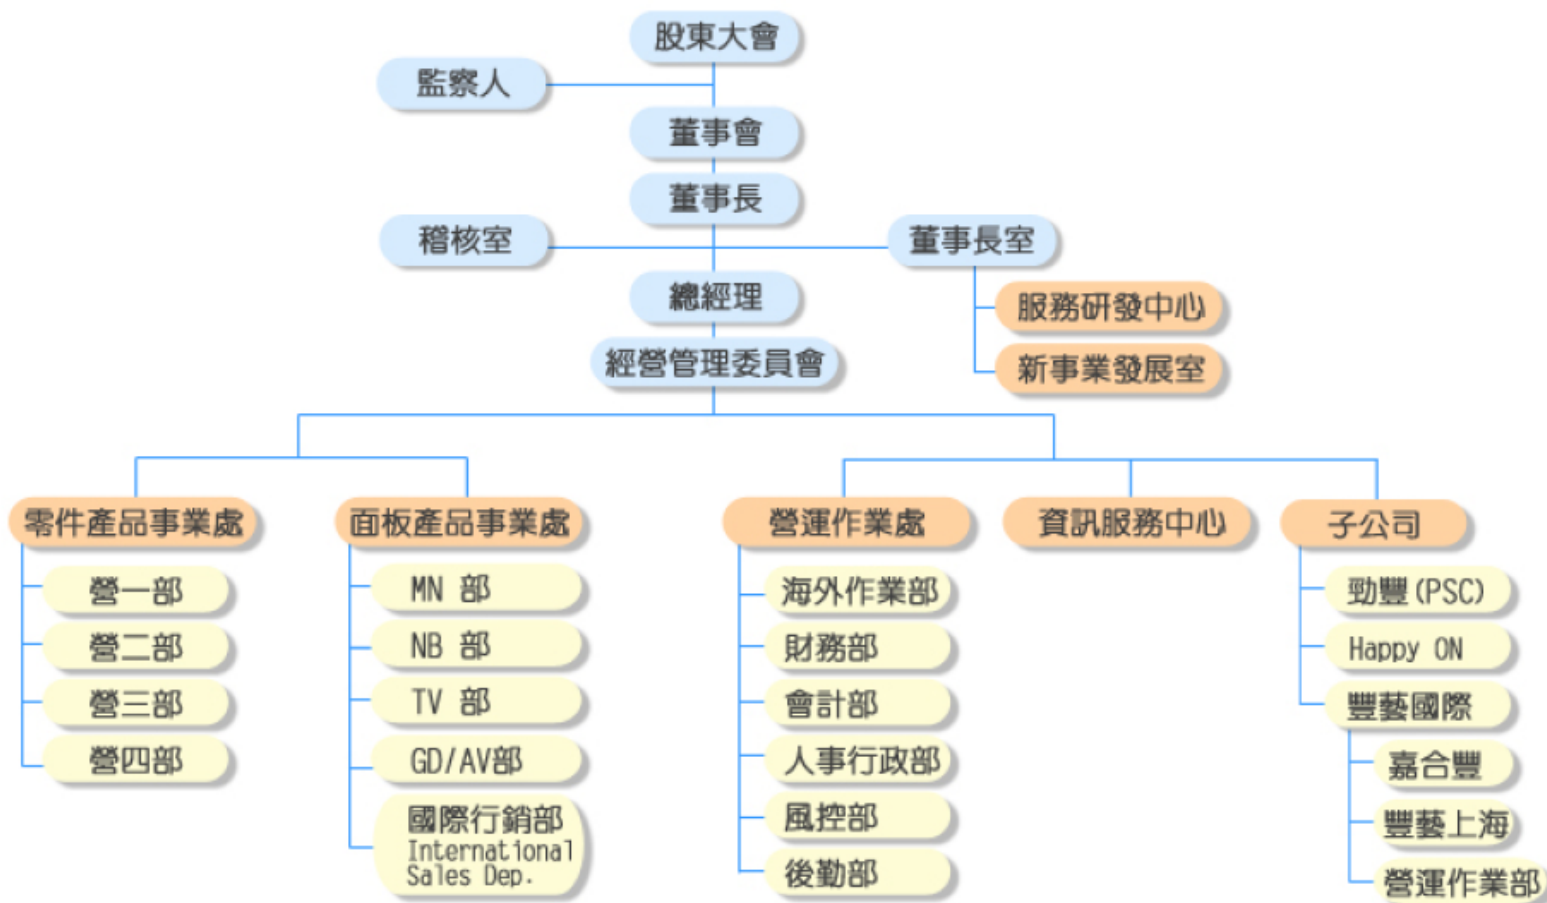 股東大會
監察人
董事會
董事長
稽核室
董事長室
總經理
服務研發中心
經營管理委員會
新事業發展室
零件產品事業處
營一部
營二部
營三部
營四部
面板產品事業處
MN 部
NB 部
TV 部
GD/AV部
國際行銷部
International
Sales Dep.
營運作業處
海外作業部
財務部
會計部
人事行政部
風控部
後勤部
資訊服務中心
子公司
勁豐(PSC)
Happy ON
豐藝國際
嘉合豐
豐藝上海
營運作業部